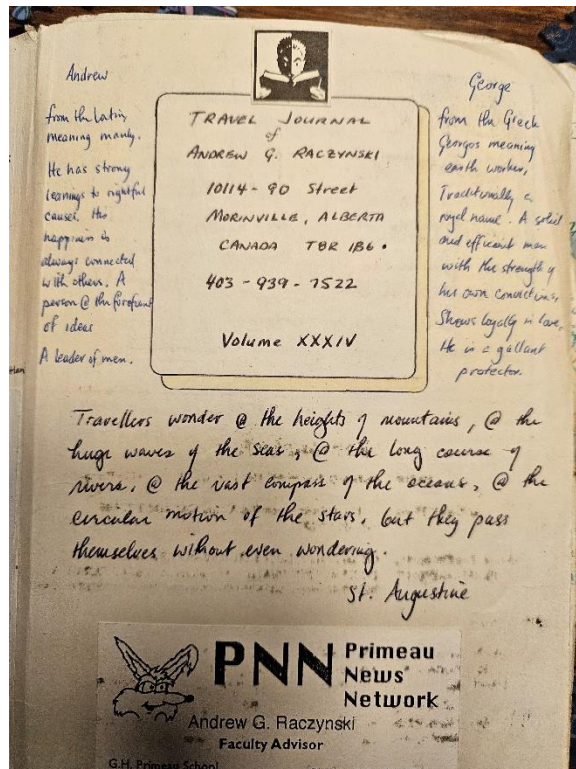 Andrew
from the Latin
meaning manly.
He has strong
leanings to rightful
causes. His
happiness is
always connected
with others. A
person @ the forefront
of ideas
A leader of men.
TRAVEL JOURNAL
of
ANDREW G. RACZYNSKI
10114 - 90 Street
MORINVILLE, ALBERTA
CANADA T8R 1B6.
403-939-7522
Volume XXXIV
George
from the Greek
Georgos meaning
earth worker,
Traditionally a
royal name. A solid
and efficient man
with the strength of
his own convictions,
Shows loyalty in love,
He is a gallant
protector.
Travellers wonder @ the heights of mountains, @ the
huge waves of the seas, @ the long course of
rivers, @ the vast compass of the oceans, @ the
circular motion of the stars, but they pass
themselves without even wondering.
St. Augustine
PNN Primeau
News
Network
Andrew G. Raczynski
Faculty Advisor
G.H. Primeau School